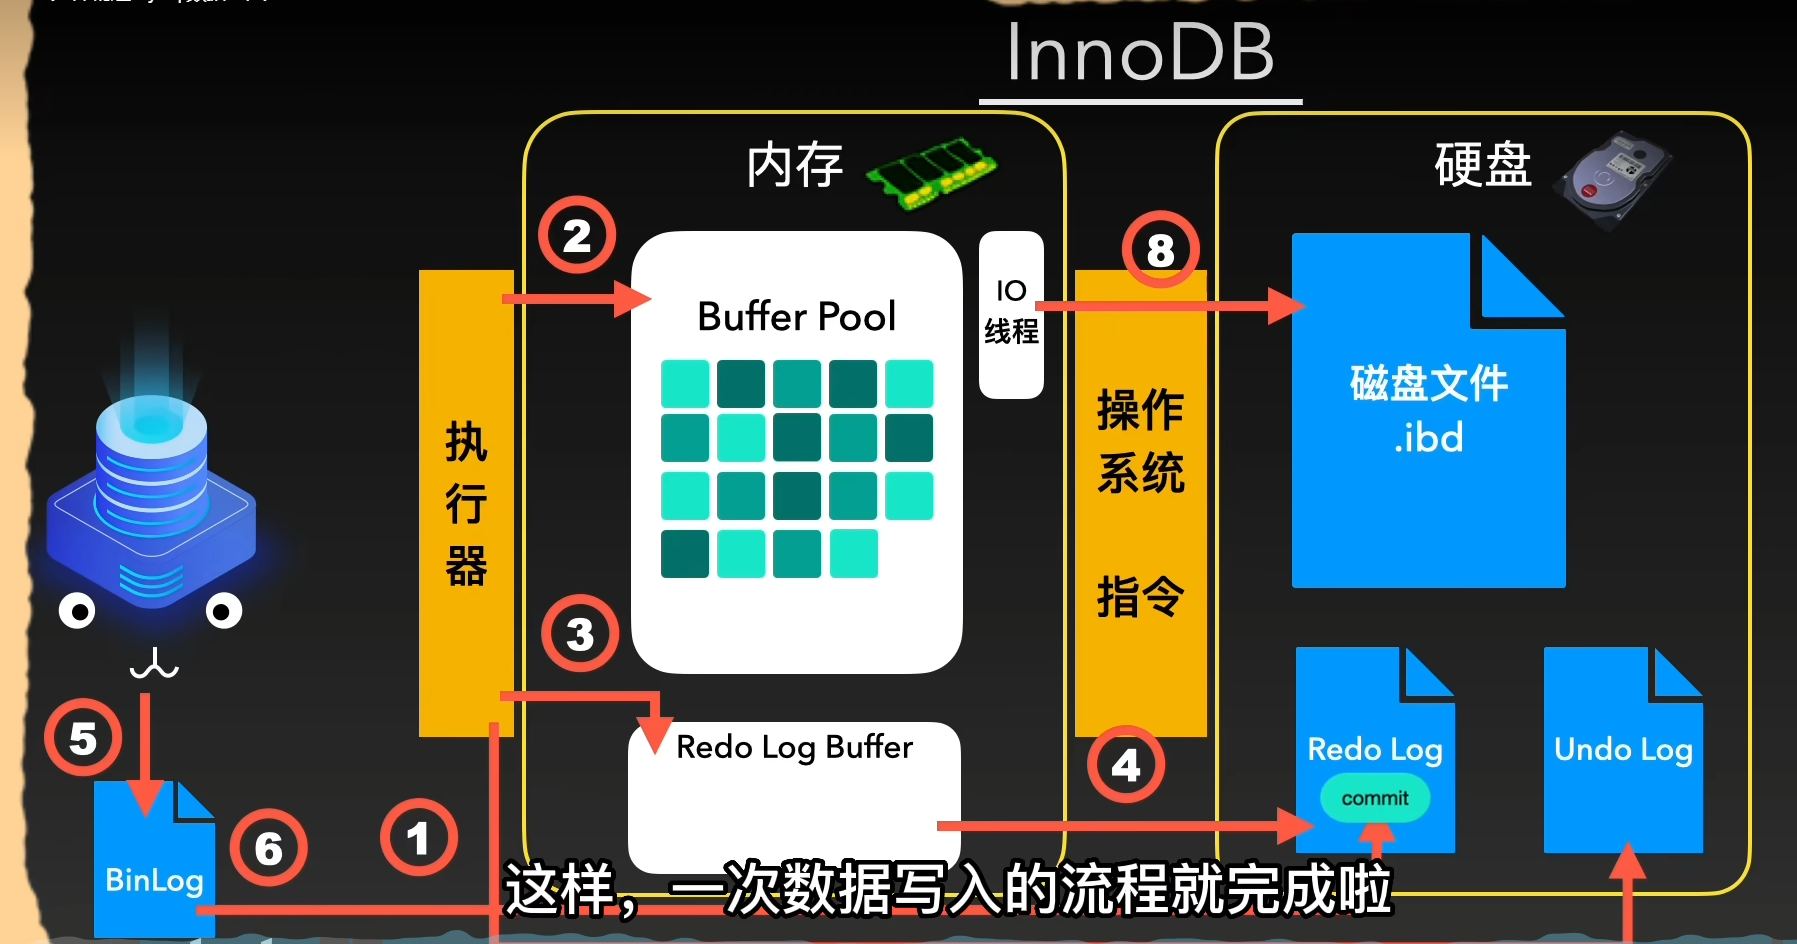 InnoDB
内存
硬盘
②
⑧
Buffer Pool
IO
线程
磁盘文件
.ibd
执
行
器
操作
系统
指令
③
⑤
Redo Log Buffer
④
Redo Log
commit
Undo Log
BinLog
⑥
①
这样，一次数据写入的流程就完成啦